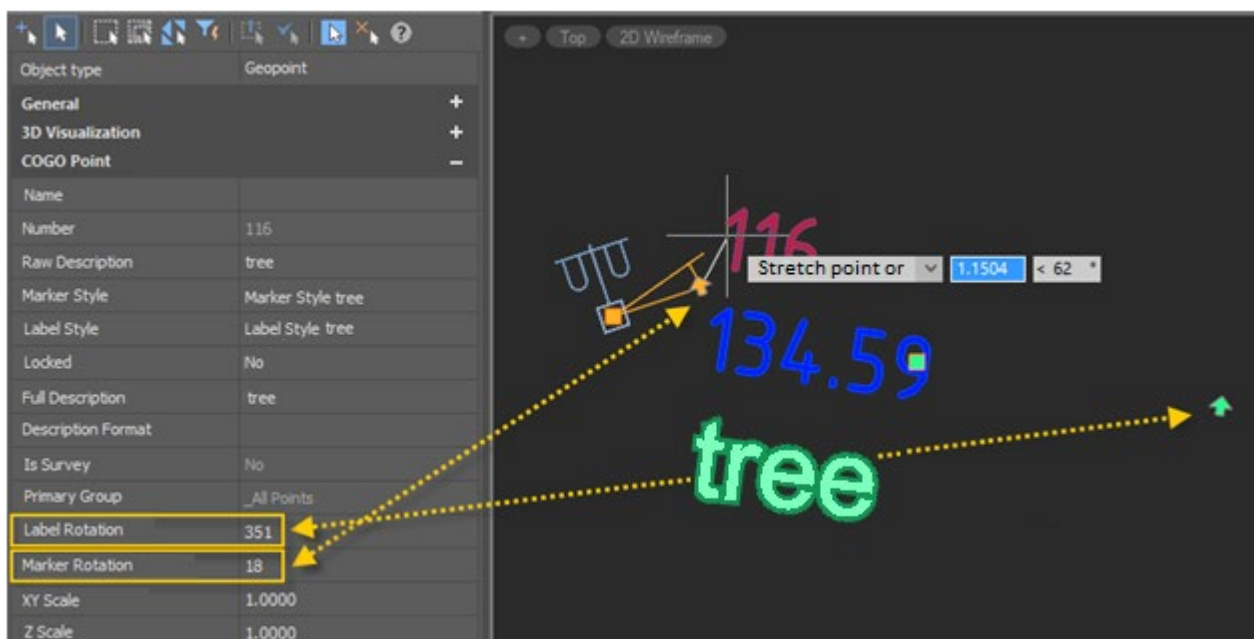 Object type Geopoint
General +
3D Visualization +
COGO Point –
Name
Number 116
Raw Description tree
Marker Style Marker Style tree
Label Style Label Style tree
Locked No
Full Description tree
Description Format
Is Survey No
Primary Group _All Points
Label Rotation 351
Marker Rotation 18
XY Scale 1.0000
Z Scale 1.0000
+ Top 2D Wireframe
116
Stretch point or 1.1504 < 62 °
134.59
tree